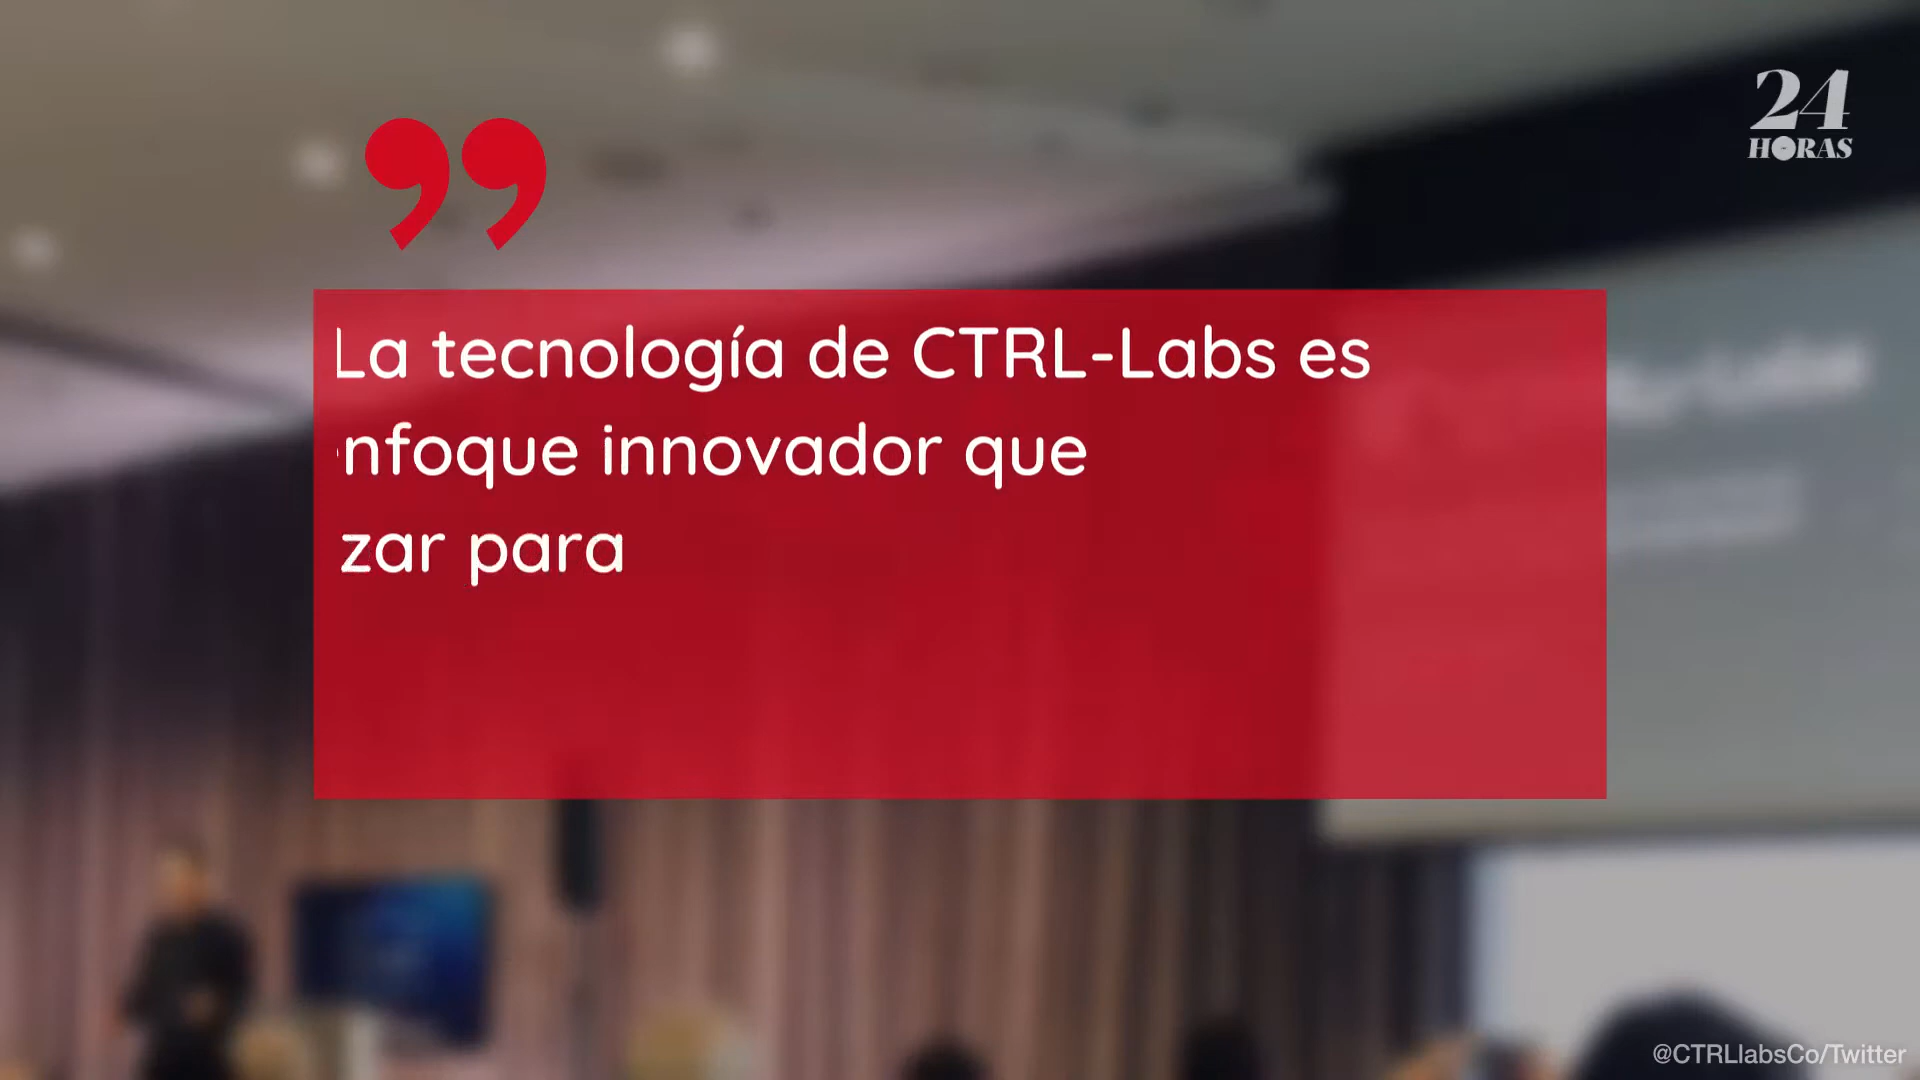 24
HORAS
La tecnología de CTRL-Labs es
nfoque innovador que
zar para
@CTRLlabsCo/Twitter